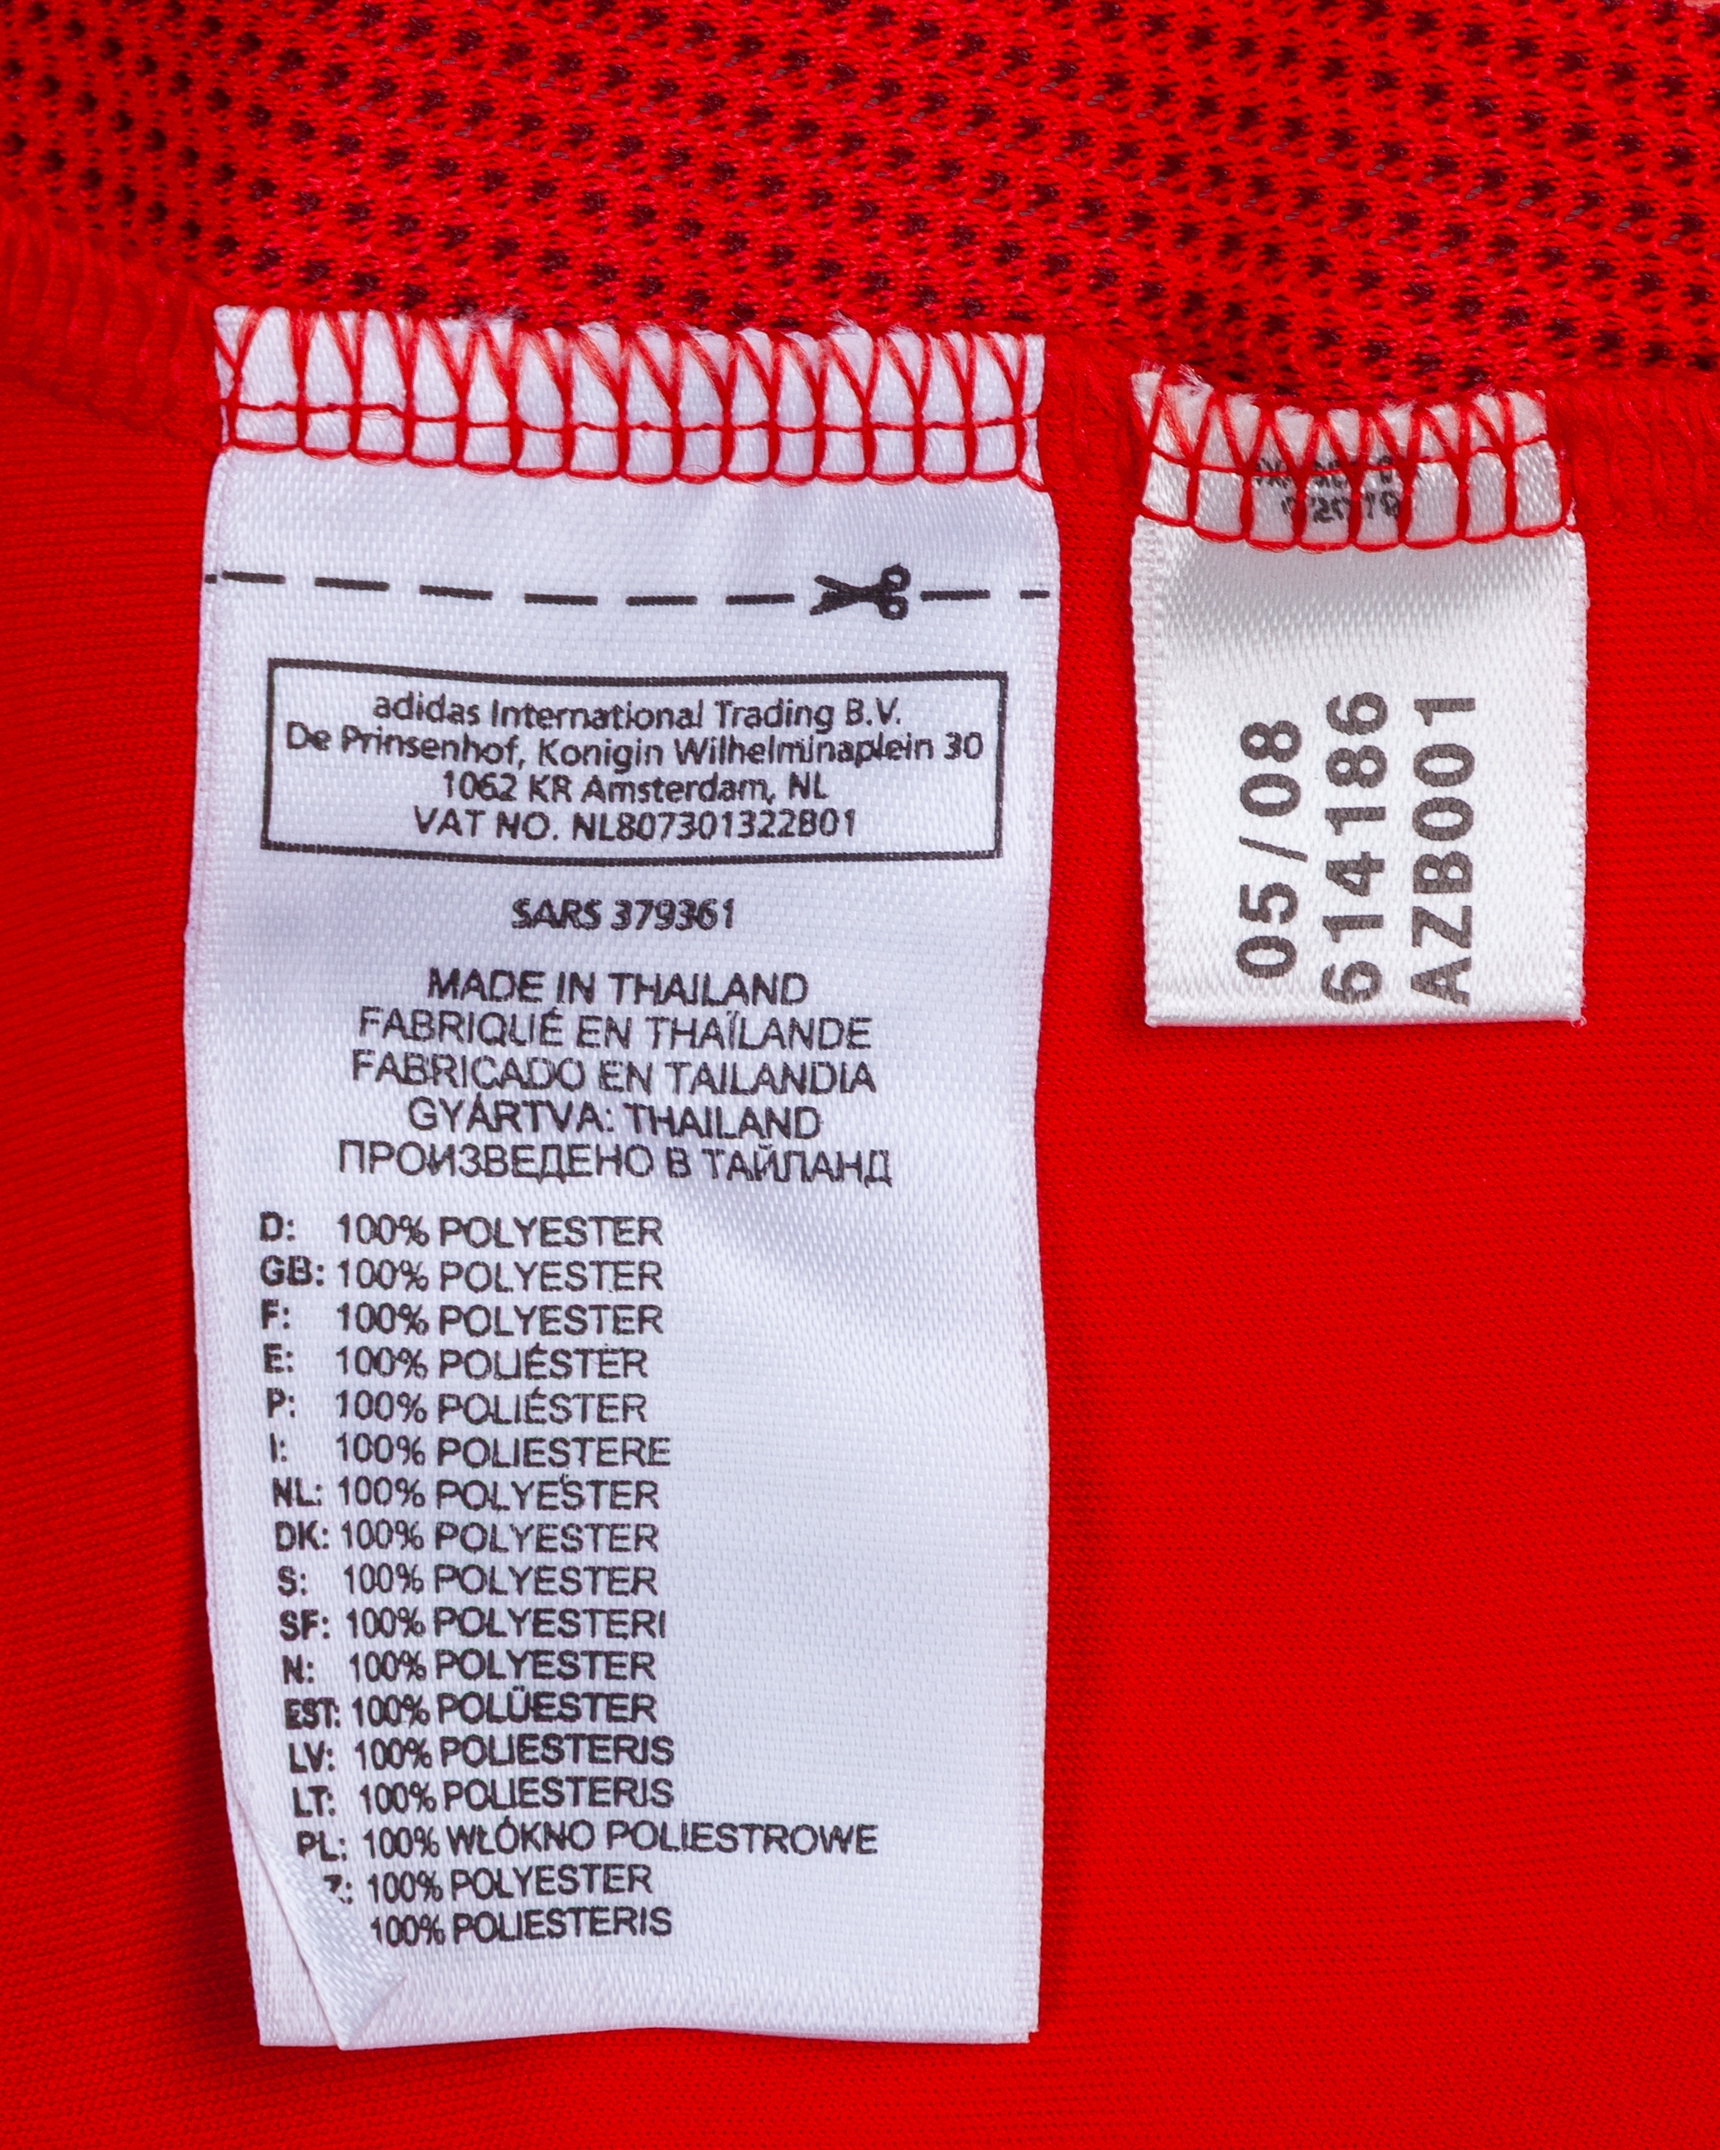 adidas International Trading B.V.
De Prinsenhof, Konigin Wilhelminaplein 30
1062 KR Amsterdam, NL
VAT NO. NL807301322B01
SARS 379361
MADE IN THAILAND
FABRIQUÉ EN THAÏLANDE
FABRICADO EN TAILANDIA
GYÁRTVA: THAILAND
ПРОИЗВЕДЕНО В ТАЙЛАНД
D: 100% POLYESTER
GB: 100% POLYESTER
F: 100% POLYESTER
E: 100% POLIÉSTER
P: 100% POLIÉSTER
I: 100% POLIESTERE
NL: 100% POLYESTER
DK: 100% POLYESTER
S: 100% POLYESTER
SF: 100% POLYESTERI
N: 100% POLYESTER
EST: 100% POLÜESTER
LV: 100% POLIESTERIS
LT: 100% POLIESTERIS
PL: 100% WŁÓKNO POLIESTROWE
100% POLYESTER
100% POLIESTERIS
05/08
614186
AZB001